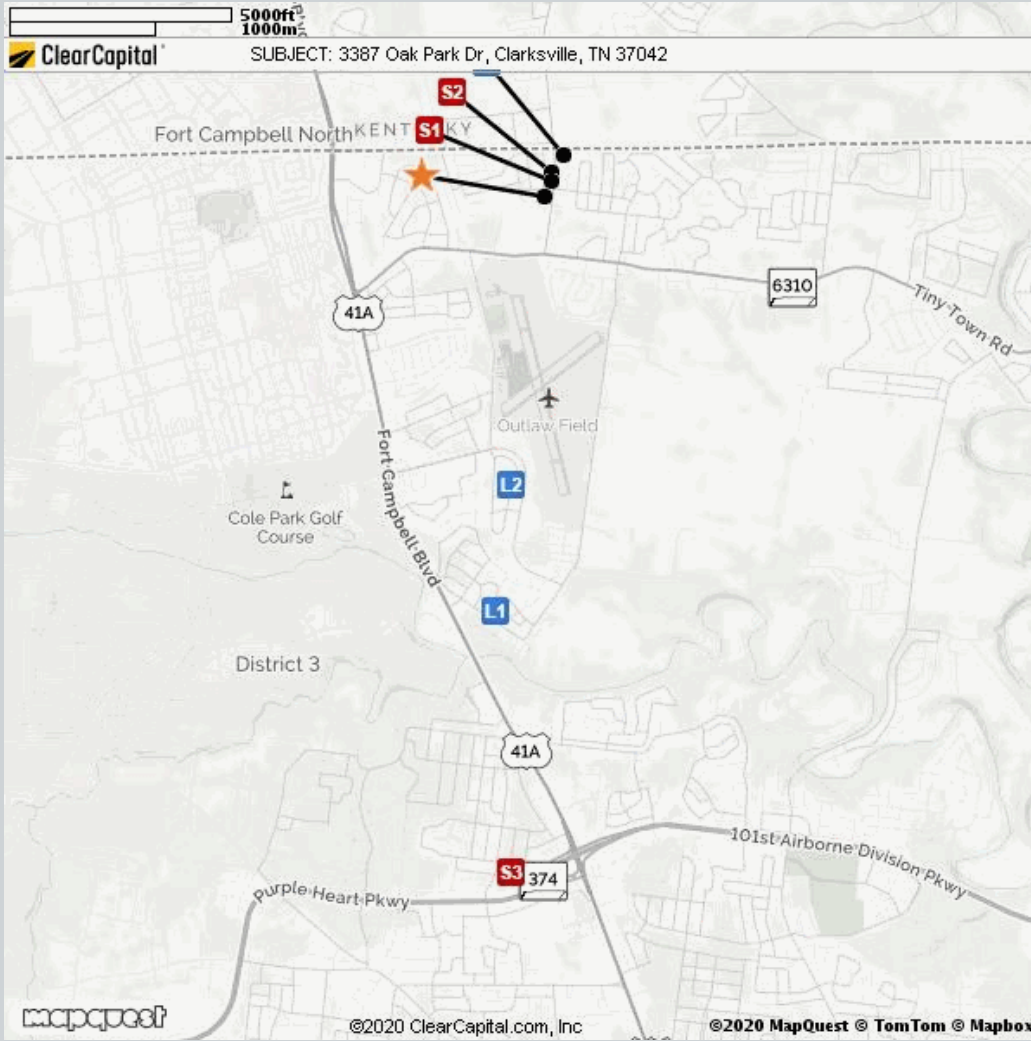 5000ft
1000m
ClearCapital SUBJECT: 3387 Oak Park Dr, Clarksville, TN 37042
S2
Fort Campbell North KENT S1 KY
6310
Tiny Town Rd
41A
Outlaw Field
Fort Campbell Blvd
L2
Cole Park Golf
Course
L1
District 3
41A
101st Airborne Division Pkwy
S3 374
Purple Heart Pkwy
mapquest ©2020 ClearCapital.com, Inc ©2020 MapQuest © TomTom © Mapbox